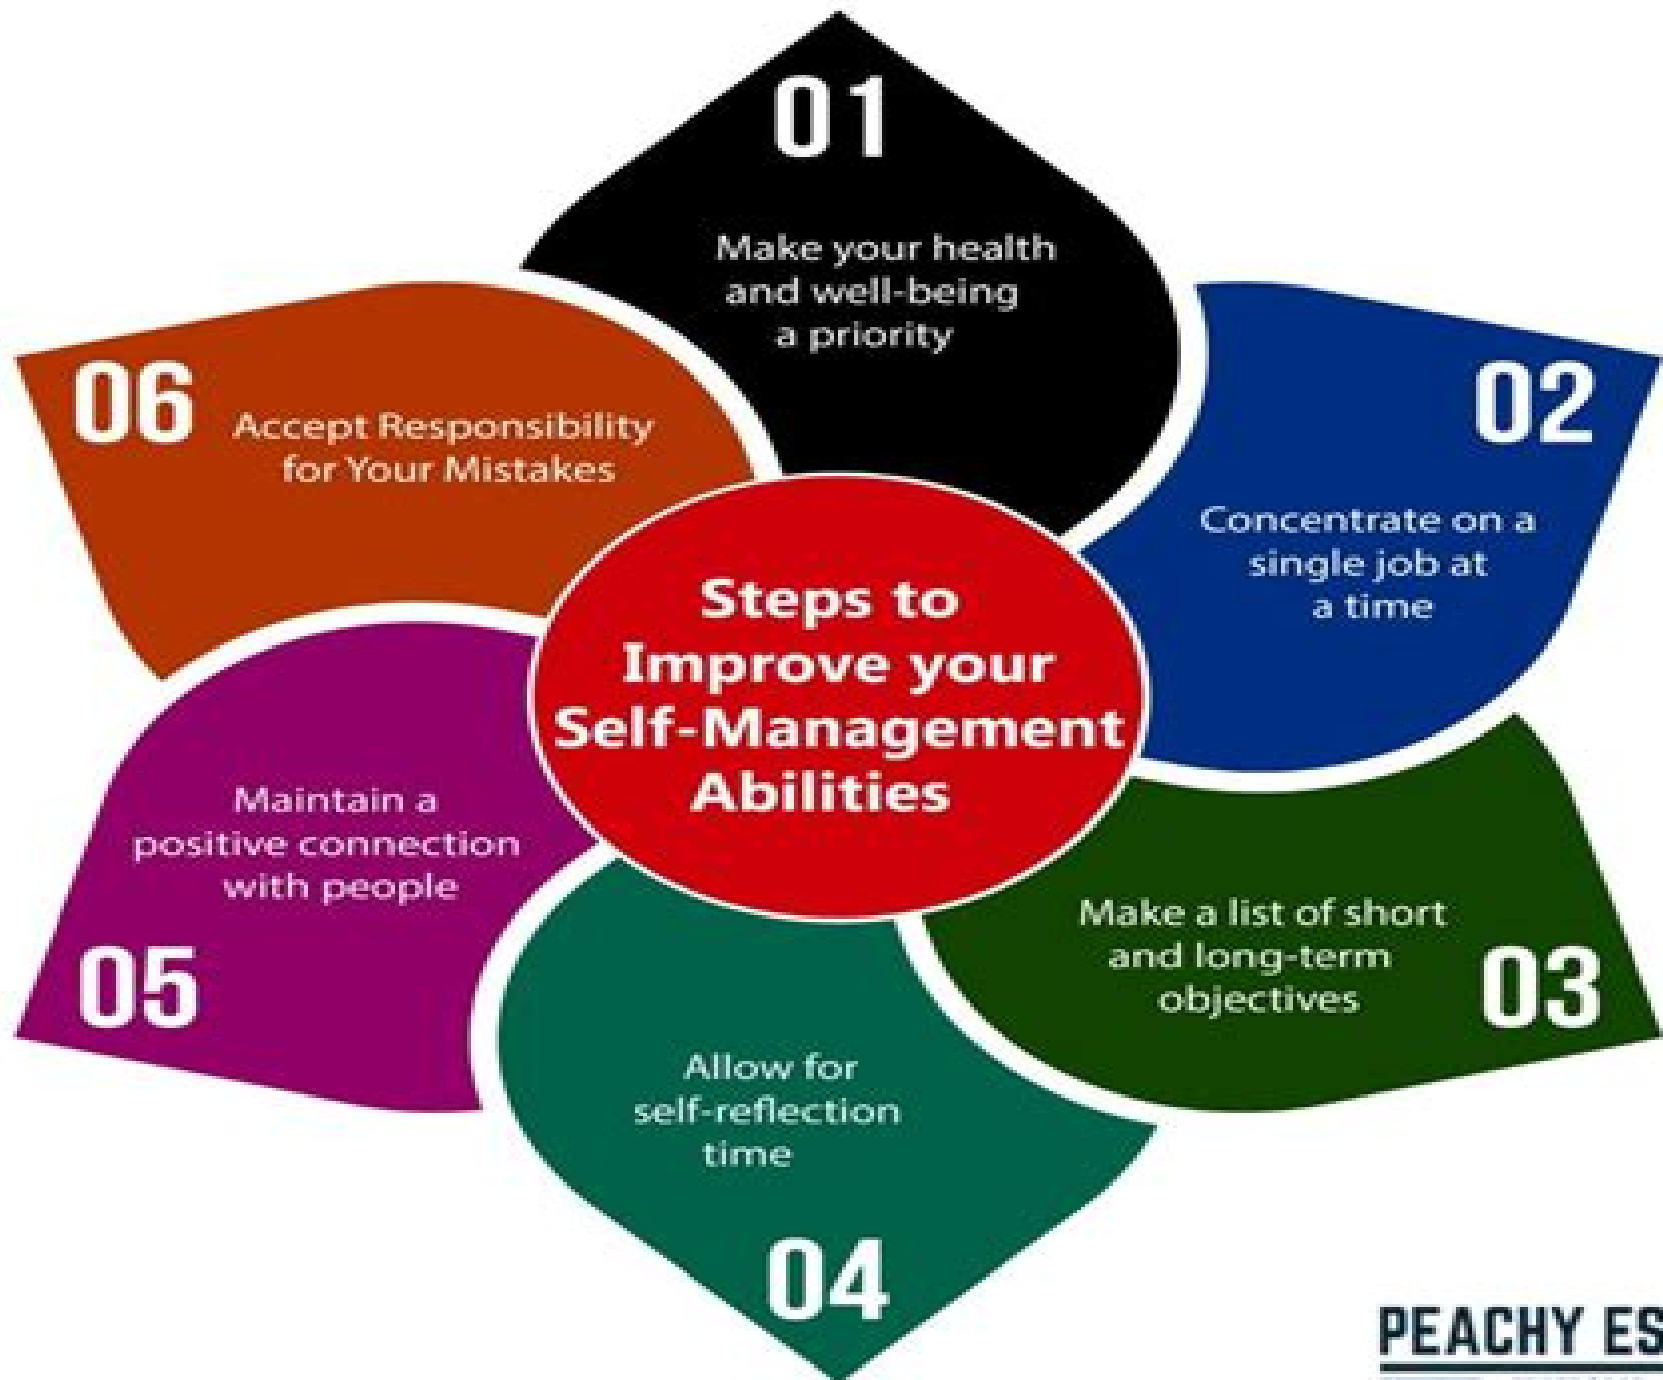 01
Make your health
and well-being
a priority
02
Concentrate on a
single job at
a time
03
Make a list of short
and long-term
objectives
04
Allow for
self-reflection
time
05
Maintain a
positive connection
with people
06
Accept Responsibility
for Your Mistakes
Steps to
Improve your
Self-Management
Abilities
PEACHY ES